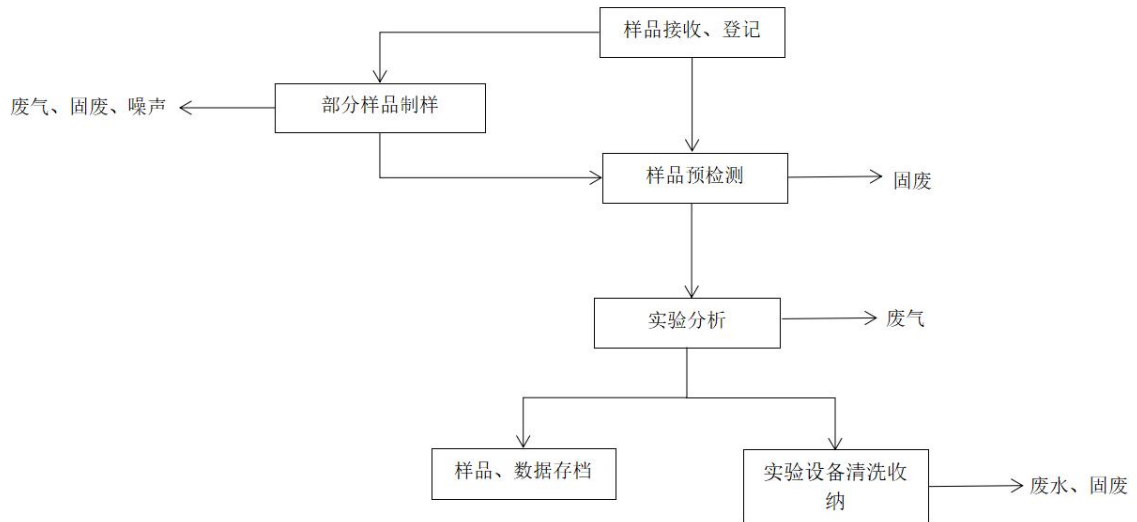 样品接收、登记
废气、固废、噪声
部分样品制样
样品预检测
固废
实验分析
废气
样品、数据存档
实验设备清洗收
纳
废水、固废